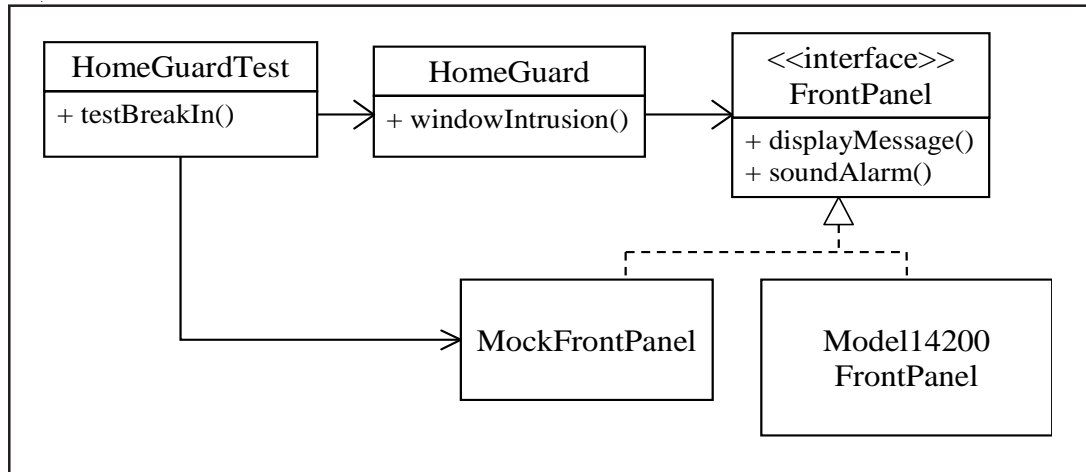 HomeGuardTest
+ testBreakIn()
HomeGuard
+ windowIntrusion()
<<interface>>
FrontPanel
+ displayMessage()
+ soundAlarm()
MockFrontPanel
Model14200
FrontPanel